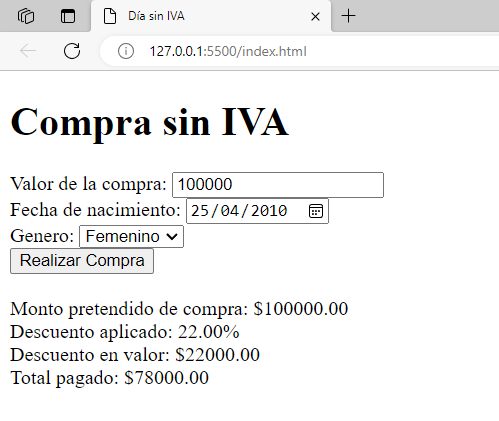 Día sin IVA
127.0.0.1:5500/index.html
Compra sin IVA
Valor de la compra: 100000
Fecha de nacimiento: 25/04/2010
Genero: Femenino
Realizar Compra
Monto pretendido de compra: $100000.00
Descuento aplicado: 22.00%
Descuento en valor: $22000.00
Total pagado: $78000.00